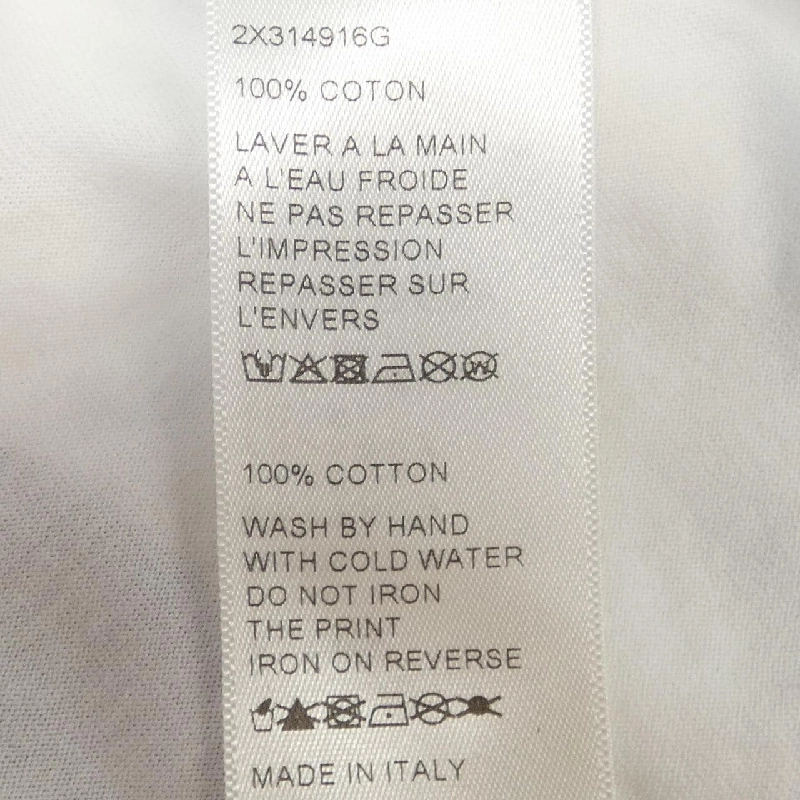 2X314916G
100% COTON
LAVER A LA MAIN
A L'EAU FROIDE
NE PAS REPASSER
L'IMPRESSION
REPASSER SUR
L'ENVERS
100% COTTON
WASH BY HAND
WITH COLD WATER
DO NOT IRON
THE PRINT
IRON ON REVERSE
MADE IN ITALY